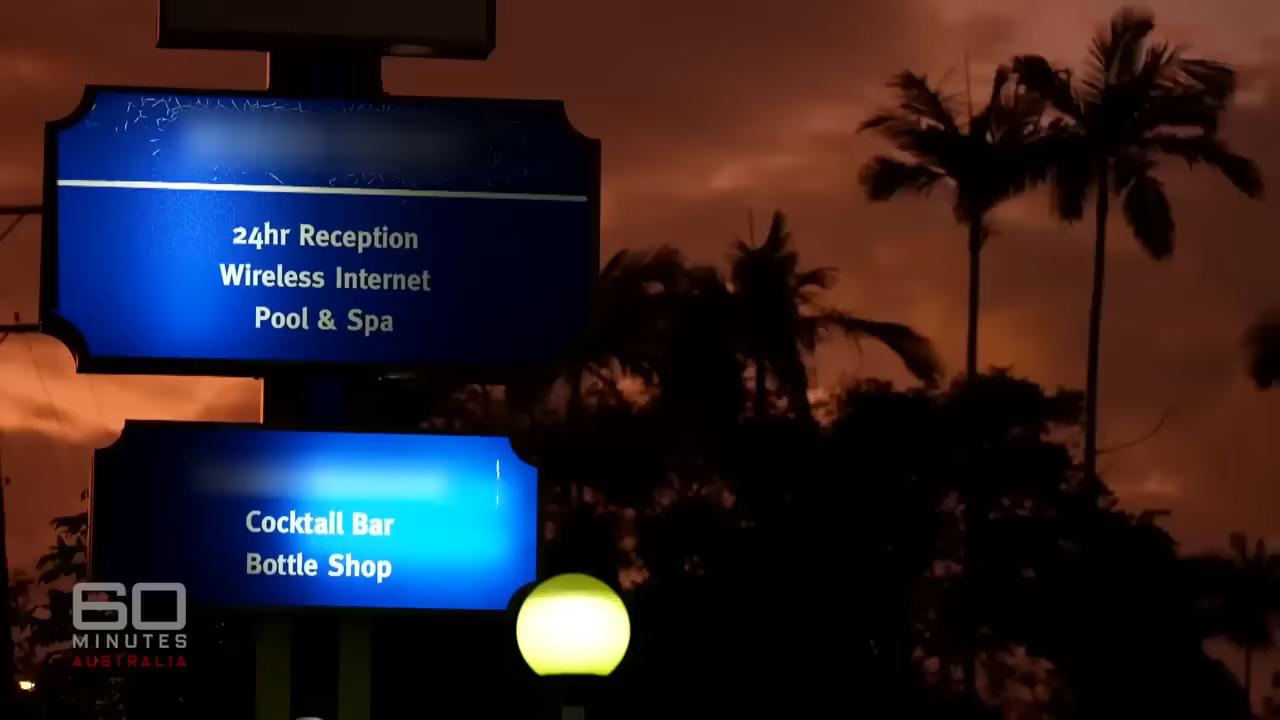 24hr Reception
Wireless Internet
Pool & Spa
Cocktail Bar
Bottle Shop
60
MINUTES
AUSTRALIA